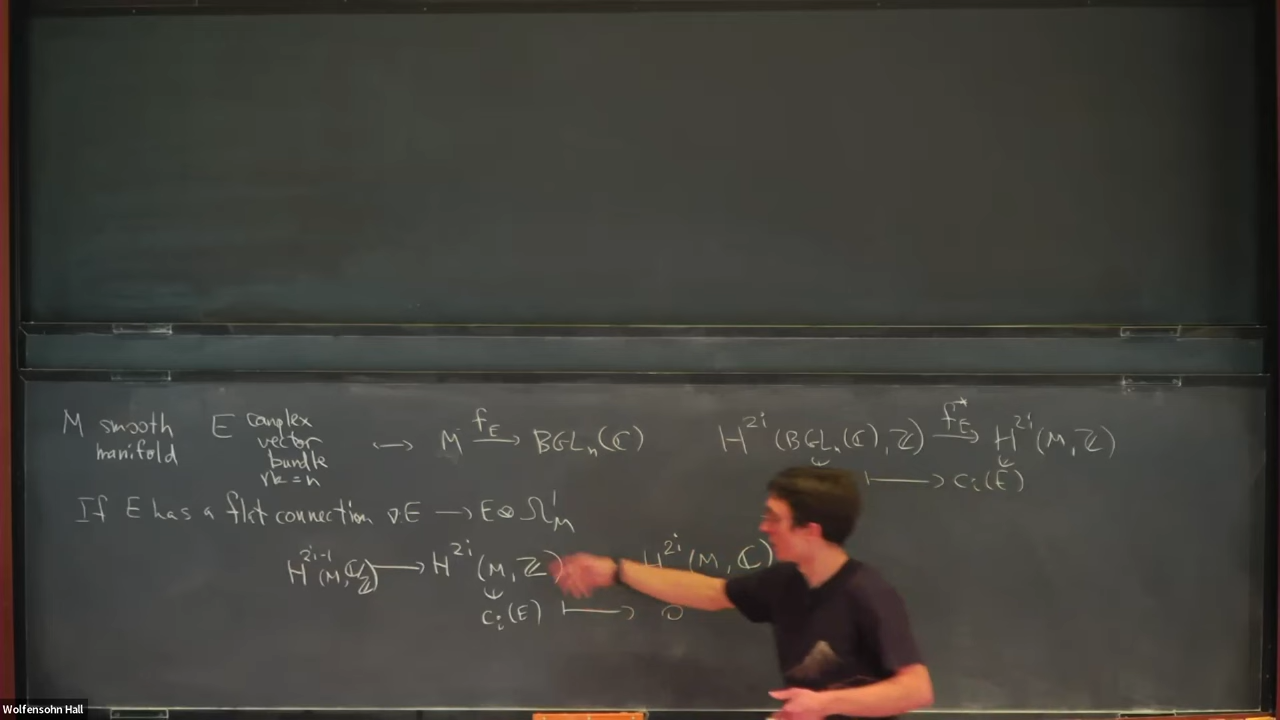 M smooth manifold E complex vector bundle rk = n ↔ M —f_E→ BGL_n(ℂ) H^{2i}(BGL_n(ℂ), ℤ) —f_E^*→ H^{2i}(M, ℤ)
⟼ c_i(E)
If E has a flat connection ∇: E → E ⊗ Ω^1_M
H^{2i-1}(M, ℂ/ℤ) → H^{2i}(M, ℤ) H^{2i}(M, ℂ)
c_i(E) ⟼ 0
Wolfensohn Hall